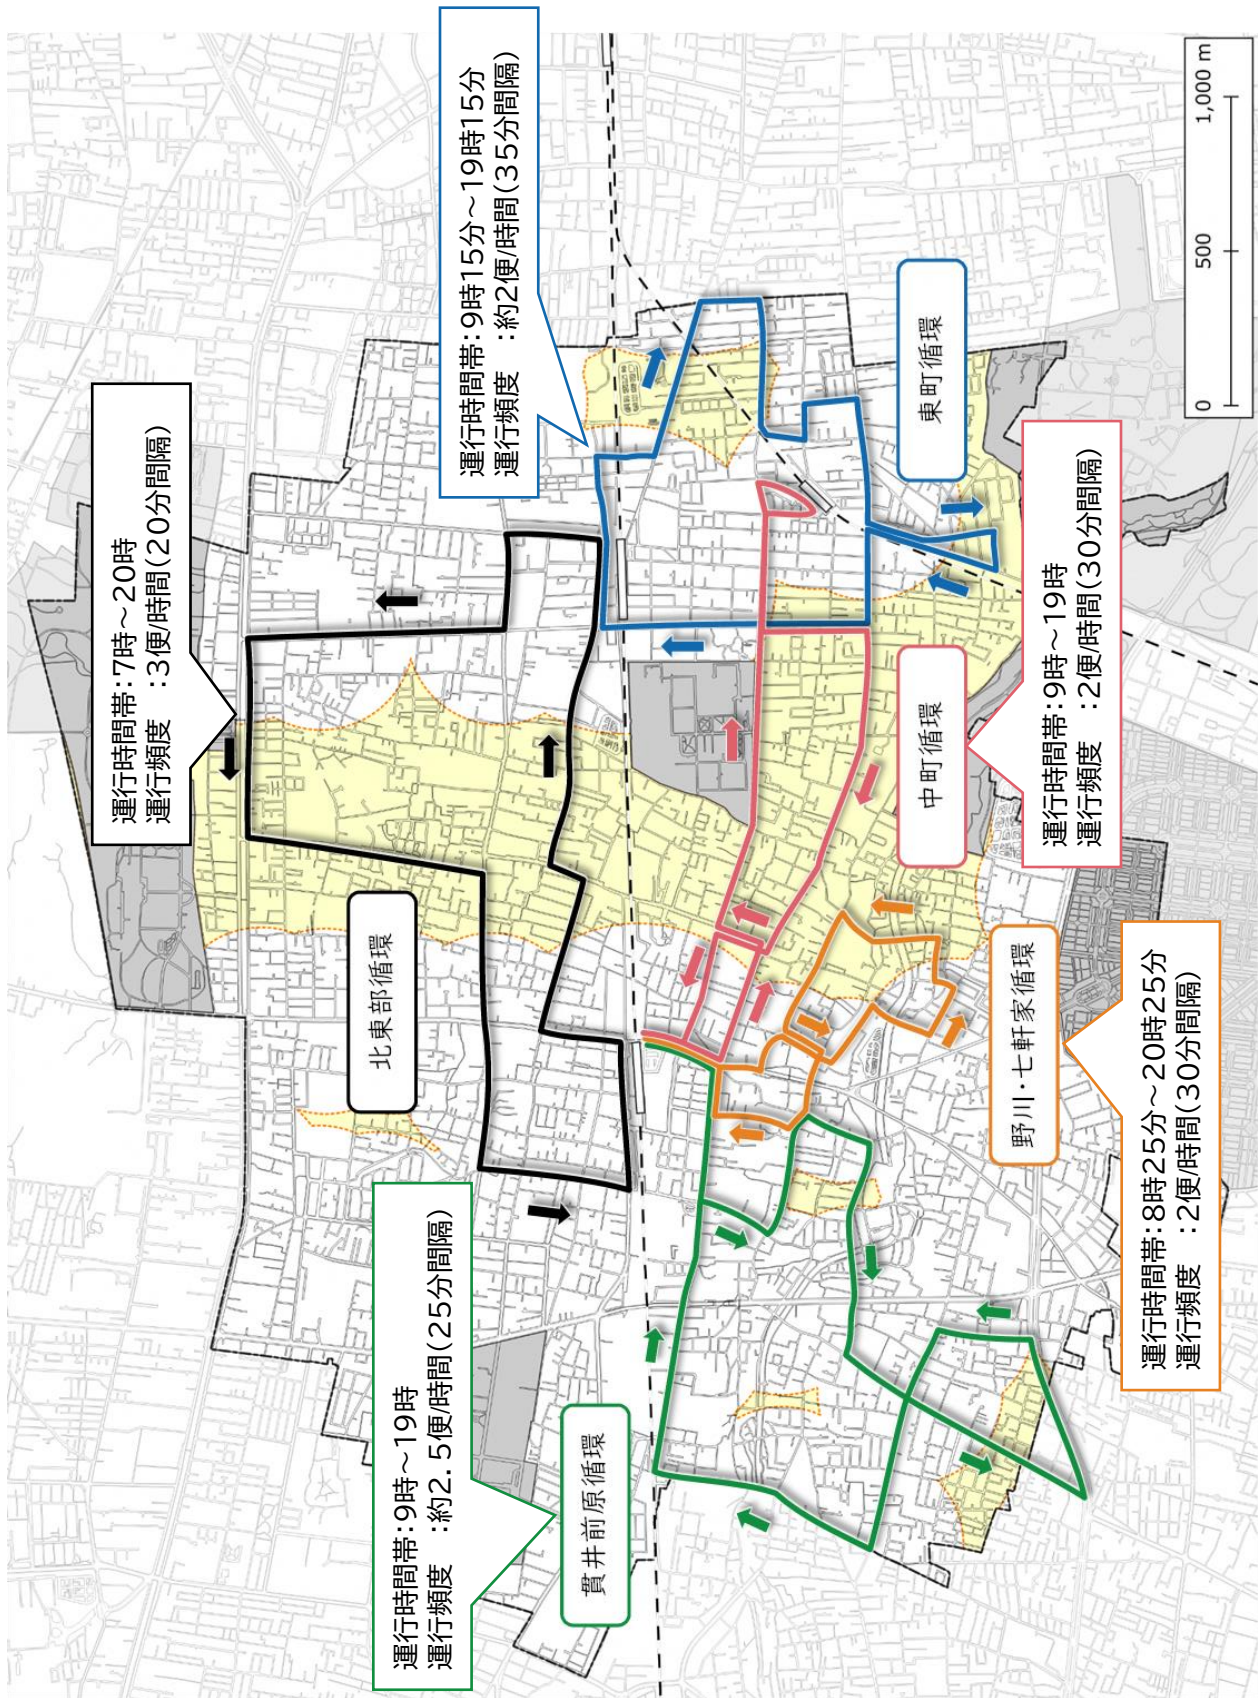 運行時間帯:7時~20時
運行頻度 :3便/時間(20分間隔)
北東部循環
運行時間帯:9時15分~19時15分
運行頻度 :約2便/時間(35分間隔)
東町循環
運行時間帯:9時~19時
運行頻度 :約2.5便/時間(25分間隔)
貫井前原循環
中町循環
運行時間帯:9時~19時
運行頻度 :2便/時間(30分間隔)
野川・七軒家循環
運行時間帯:8時25分~20時25分
運行頻度 :2便/時間(30分間隔)
0 500 1,000 m